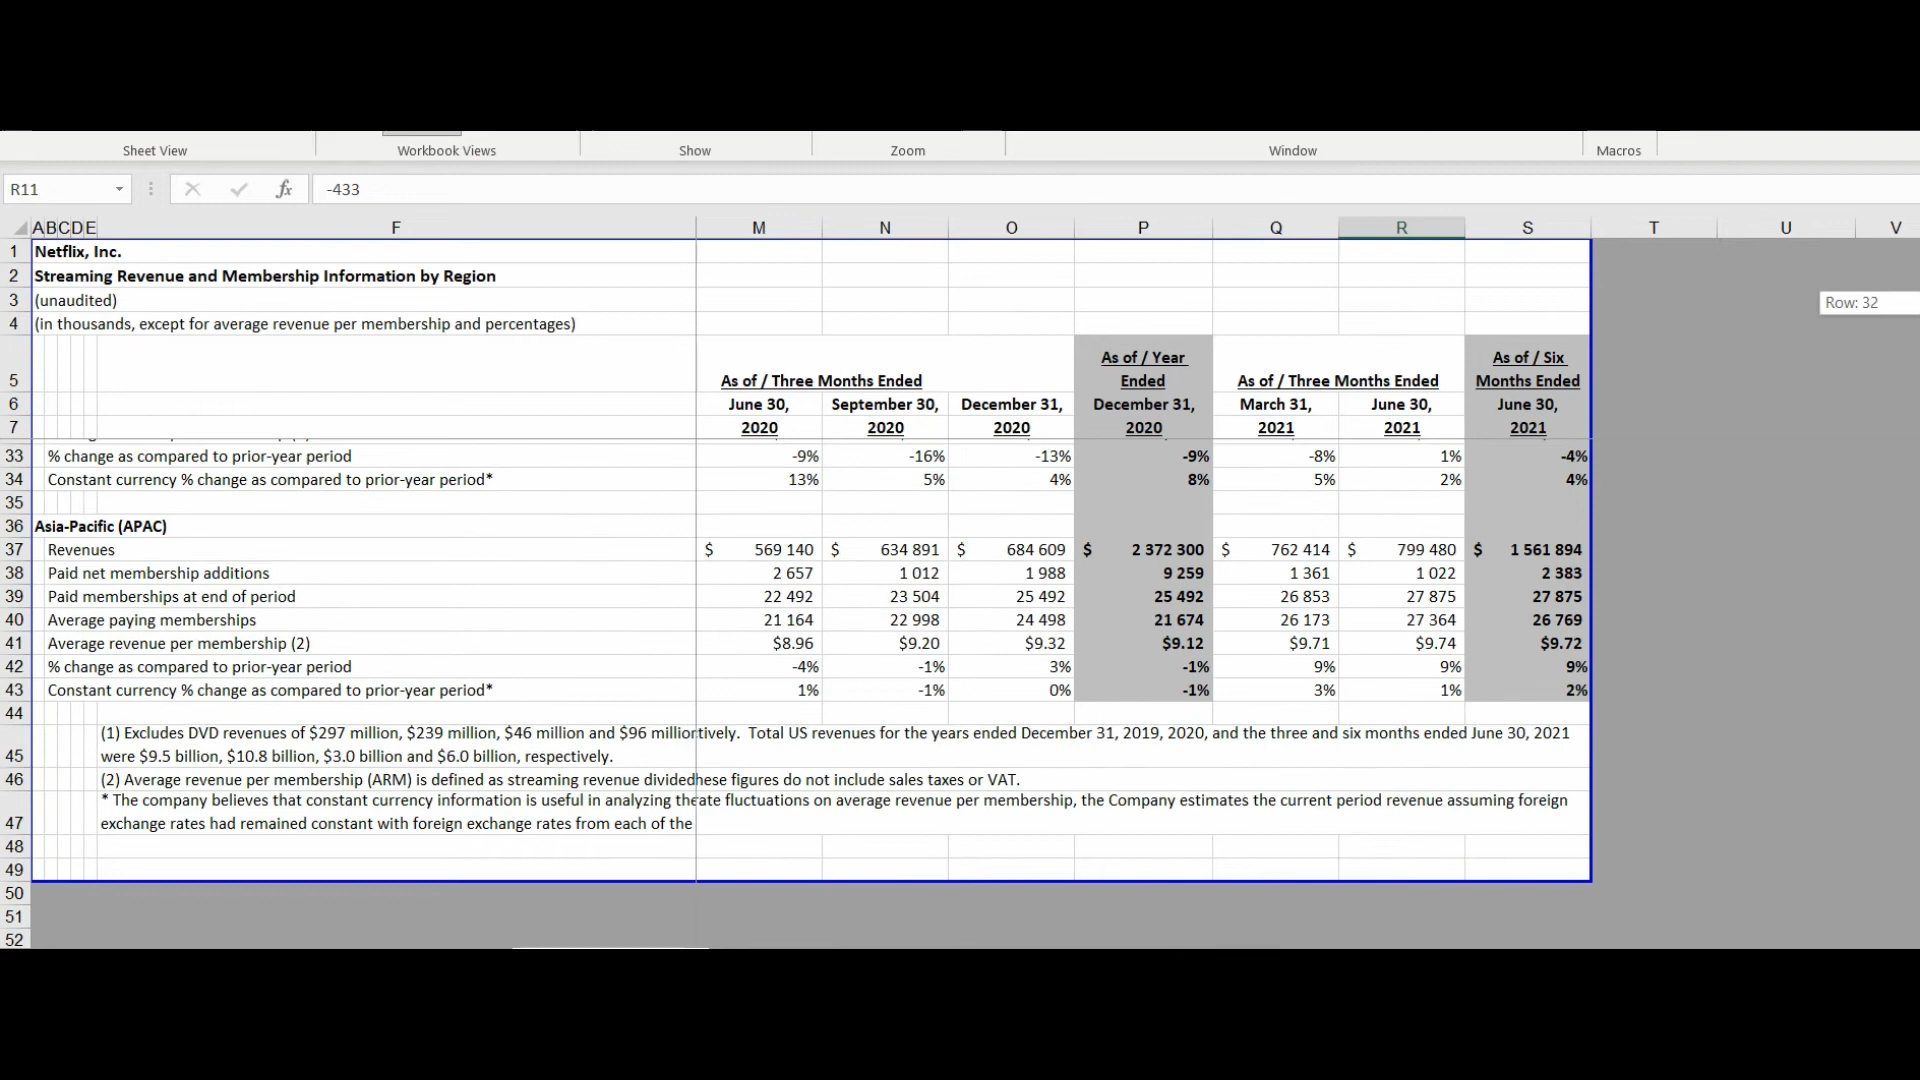 Sheet View Workbook Views Show Zoom Window Macros
R11 fx -433
A B C D E F M N O P Q R S T U V
1 Netflix, Inc.
2 Streaming Revenue and Membership Information by Region
3 (unaudited)
Row: 32
4 (in thousands, except for average revenue per membership and percentages)
As of / Year As of / Six
5 As of / Three Months Ended Ended As of / Three Months Ended Months Ended
6 June 30, September 30, December 31, December 31, March 31, June 30, June 30,
7 2020 2020 2020 2020 2021 2021 2021
33 % change as compared to prior-year period -9% -16% -13% -9% -8% 1% -4%
34 Constant currency % change as compared to prior-year period* 13% 5% 4% 8% 5% 2% 4%
35
36 Asia-Pacific (APAC)
37 Revenues $ 569 140 $ 634 891 $ 684 609 $ 2 372 300 $ 762 414 $ 799 480 $ 1 561 894
38 Paid net membership additions 2 657 1 012 1 988 9 259 1 361 1 022 2 383
39 Paid memberships at end of period 22 492 23 504 25 492 25 492 26 853 27 875 27 875
40 Average paying memberships 21 164 22 998 24 498 21 674 26 173 27 364 26 769
41 Average revenue per membership (2) $8.96 $9.20 $9.32 $9.12 $9.71 $9.74 $9.72
42 % change as compared to prior-year period -4% -1% 3% -1% 9% 9% 9%
43 Constant currency % change as compared to prior-year period* 1% -1% 0% -1% 3% 1% 2%
44
(1) Excludes DVD revenues of $297 million, $239 million, $46 million and $96 milliortively. Total US revenues for the years ended December 31, 2019, 2020, and the three and six months ended June 30, 2021
45 were $9.5 billion, $10.8 billion, $3.0 billion and $6.0 billion, respectively.
46 (2) Average revenue per membership (ARM) is defined as streaming revenue dividedhese figures do not include sales taxes or VAT.
* The company believes that constant currency information is useful in analyzing thate fluctuations on average revenue per membership, the Company estimates the current period revenue assuming foreign
47 exchange rates had remained constant with foreign exchange rates from each of the
48
49
50
51
52